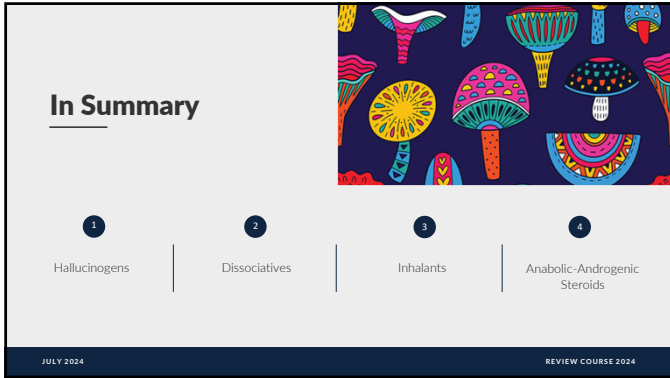 In Summary
1
Hallucinogens
2
Dissociatives
3
Inhalants
4
Anabolic-Androgenic
Steroids
JULY 2024
REVIEW COURSE 2024